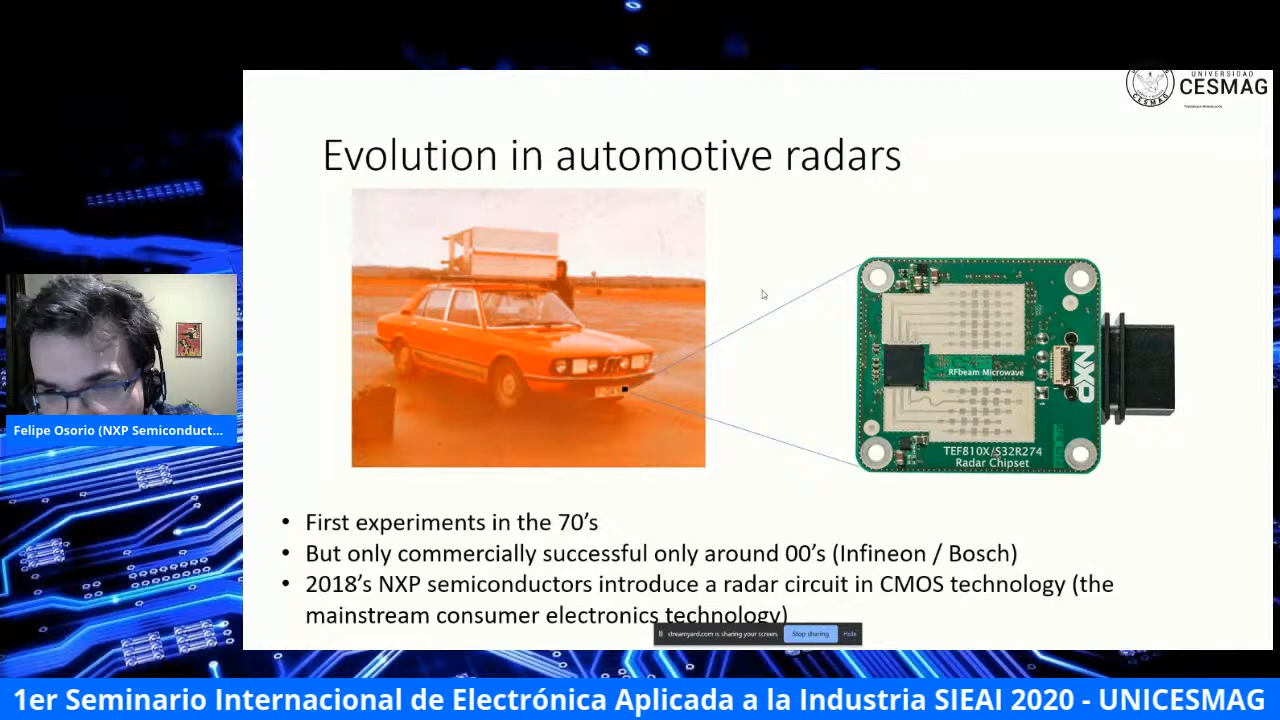 UNIVERSIDAD
CESMAG
Evolution in automotive radars
RFbeam Microwave
NXP
TEF810X/S32R274
Radar Chipset
Felipe Osorio (NXP Semiconduct...
• First experiments in the 70's
• But only commercially successful only around 00's (Infineon / Bosch)
• 2018's NXP semiconductors introduce a radar circuit in CMOS technology (the
mainstream consumer electronics technology)
streamyard.com is sharing your screen.
Stop sharing
Hide
1er Seminario Internacional de Electrónica Aplicada a la Industria SIEAI 2020 - UNICESMAG